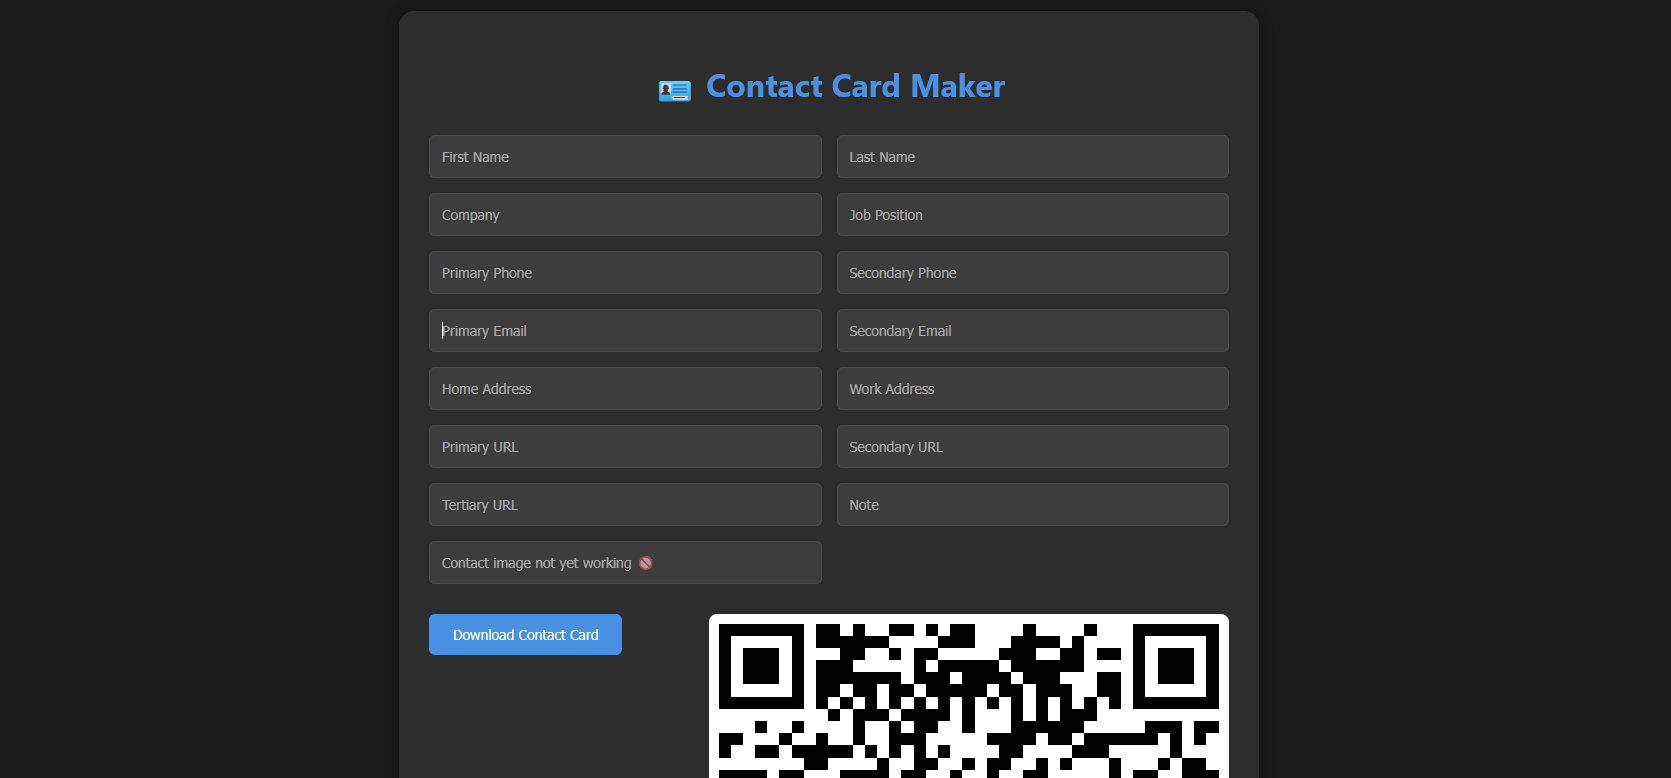 Contact Card Maker
First Name
Last Name
Company
Job Position
Primary Phone
Secondary Phone
Primary Email
Secondary Email
Home Address
Work Address
Primary URL
Secondary URL
Tertiary URL
Note
Contact image not yet working
Download Contact Card